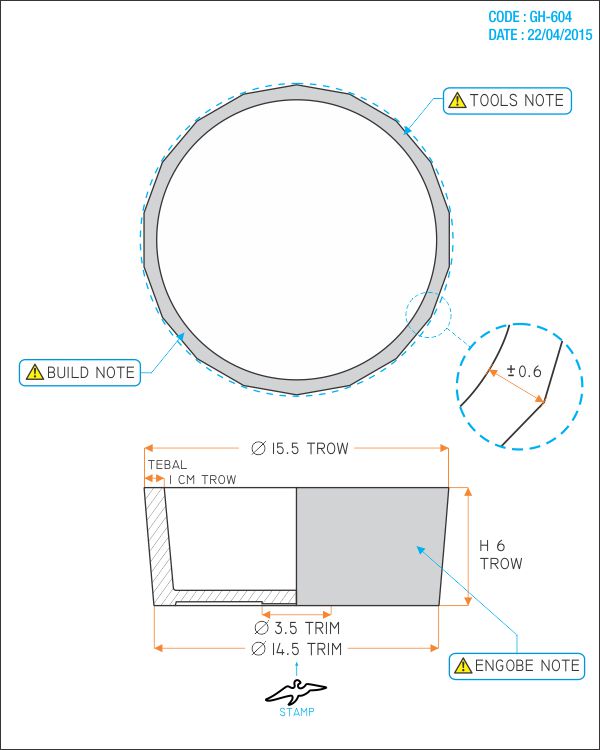 CODE : GH-604
DATE : 22/04/2015
TOOLS NOTE
BUILD NOTE
±0.6
Ø 15.5 TROW
TEBAL
1 CM TROW
H 6
TROW
Ø 3.5 TRIM
Ø 14.5 TRIM
ENGOBE NOTE
STAMP